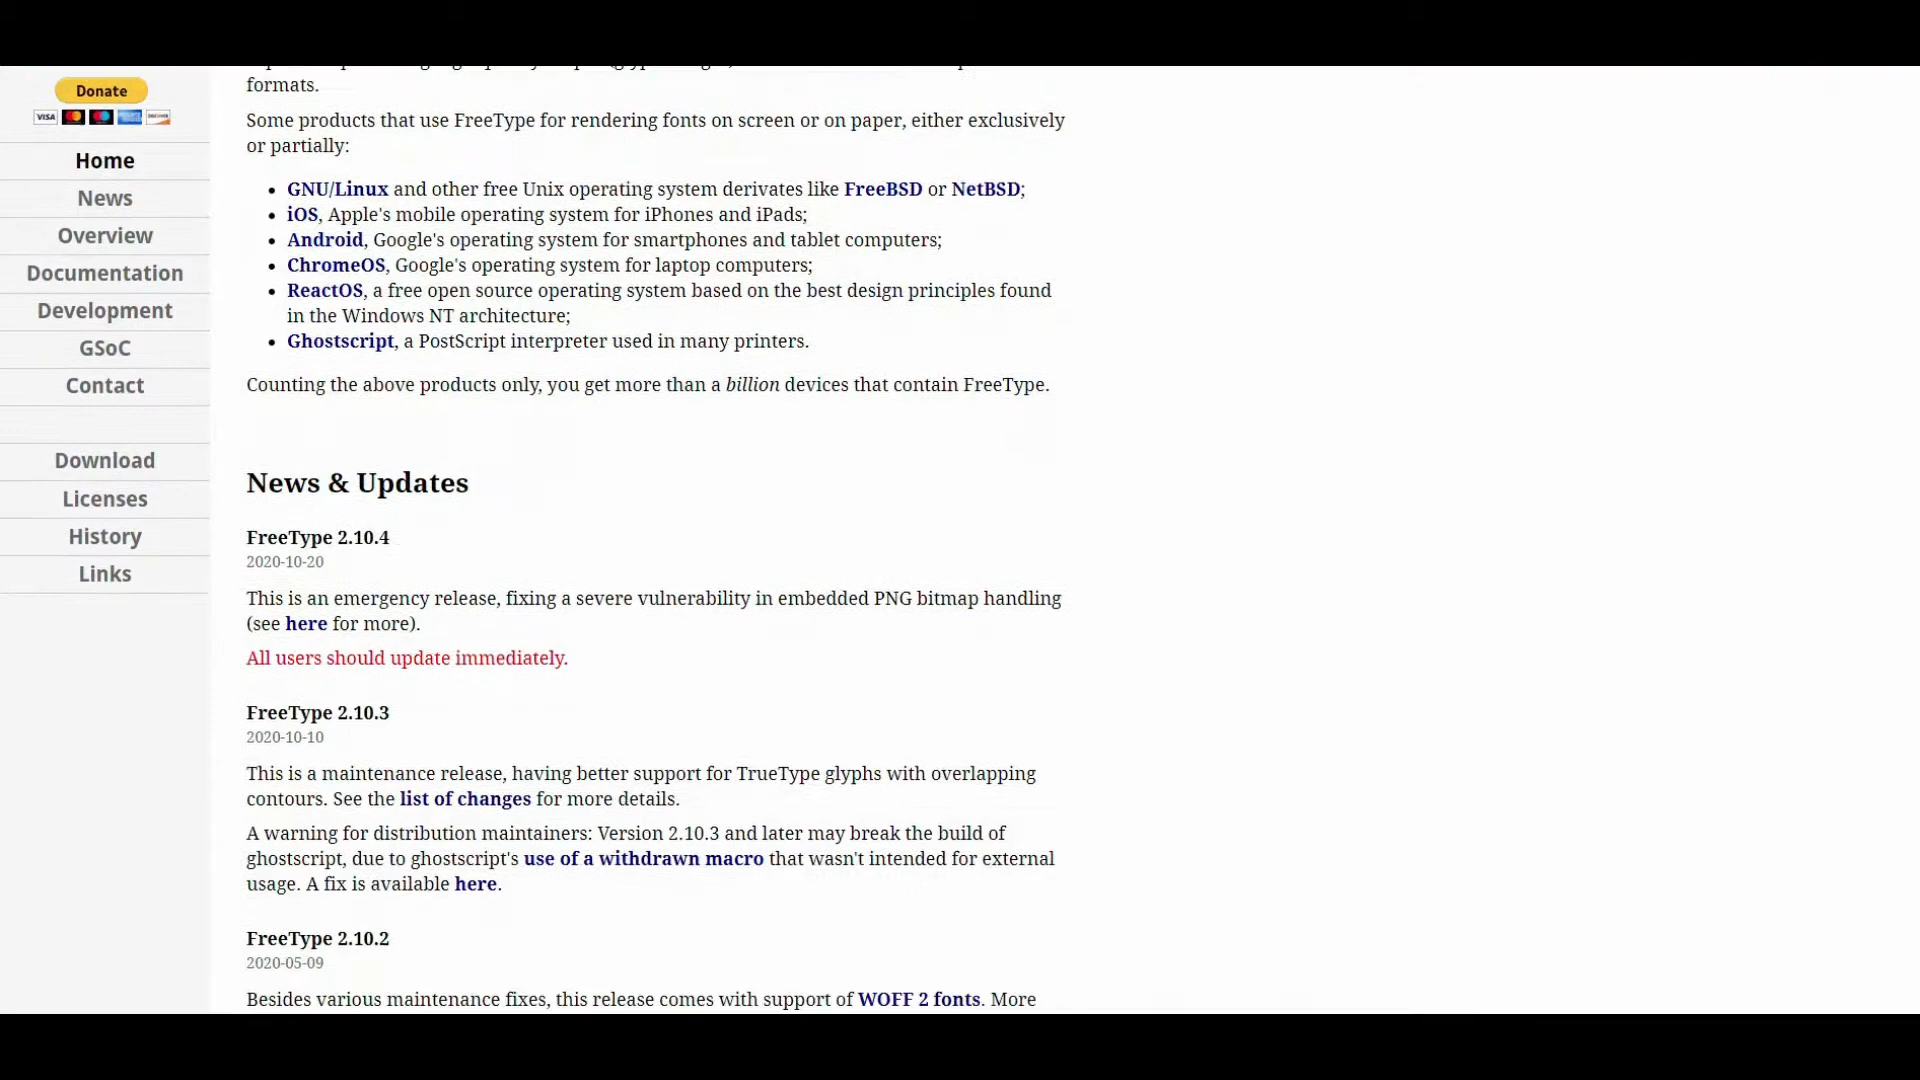 Donate
VISA
DISCOVER
Home
News
Overview
Documentation
Development
GSoC
Contact
Download
Licenses
History
Links
formats.
Some products that use FreeType for rendering fonts on screen or on paper, either exclusively
or partially:
• GNU/Linux and other free Unix operating system derivates like FreeBSD or NetBSD;
• iOS, Apple's mobile operating system for iPhones and iPads;
• Android, Google's operating system for smartphones and tablet computers;
• ChromeOS, Google's operating system for laptop computers;
• ReactOS, a free open source operating system based on the best design principles found
in the Windows NT architecture;
• Ghostscript, a PostScript interpreter used in many printers.
Counting the above products only, you get more than a billion devices that contain FreeType.
News & Updates
FreeType 2.10.4
2020-10-20
This is an emergency release, fixing a severe vulnerability in embedded PNG bitmap handling
(see here for more).
All users should update immediately.
FreeType 2.10.3
2020-10-10
This is a maintenance release, having better support for TrueType glyphs with overlapping
contours. See the list of changes for more details.
A warning for distribution maintainers: Version 2.10.3 and later may break the build of
ghostscript, due to ghostscript's use of a withdrawn macro that wasn't intended for external
usage. A fix is available here.
FreeType 2.10.2
2020-05-09
Besides various maintenance fixes, this release comes with support of WOFF 2 fonts. More